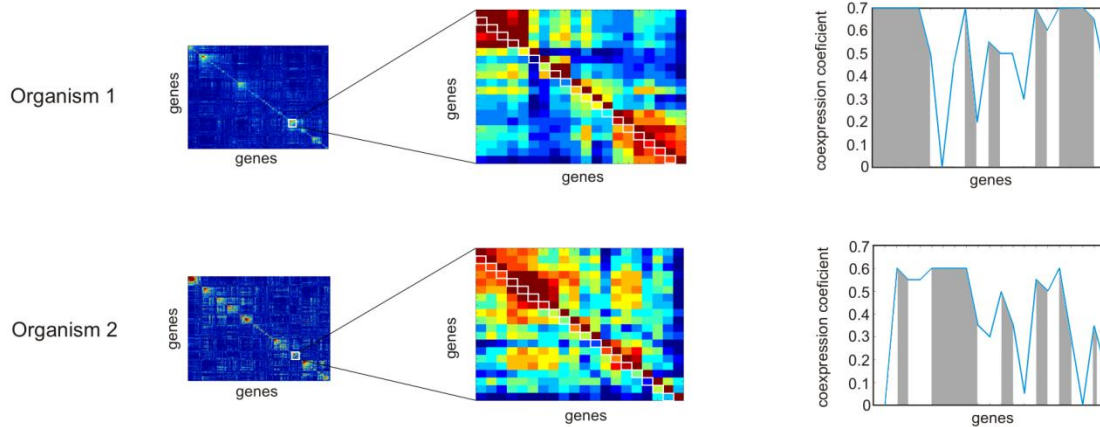 Organism 1
genes
genes
genes
genes
coexpression coeficient
0.7
0.6
0.5
0.4
0.3
0.2
0.1
0
genes
Organism 2
genes
genes
genes
genes
coexpression coeficient
0.7
0.6
0.5
0.4
0.3
0.2
0.1
0
genes